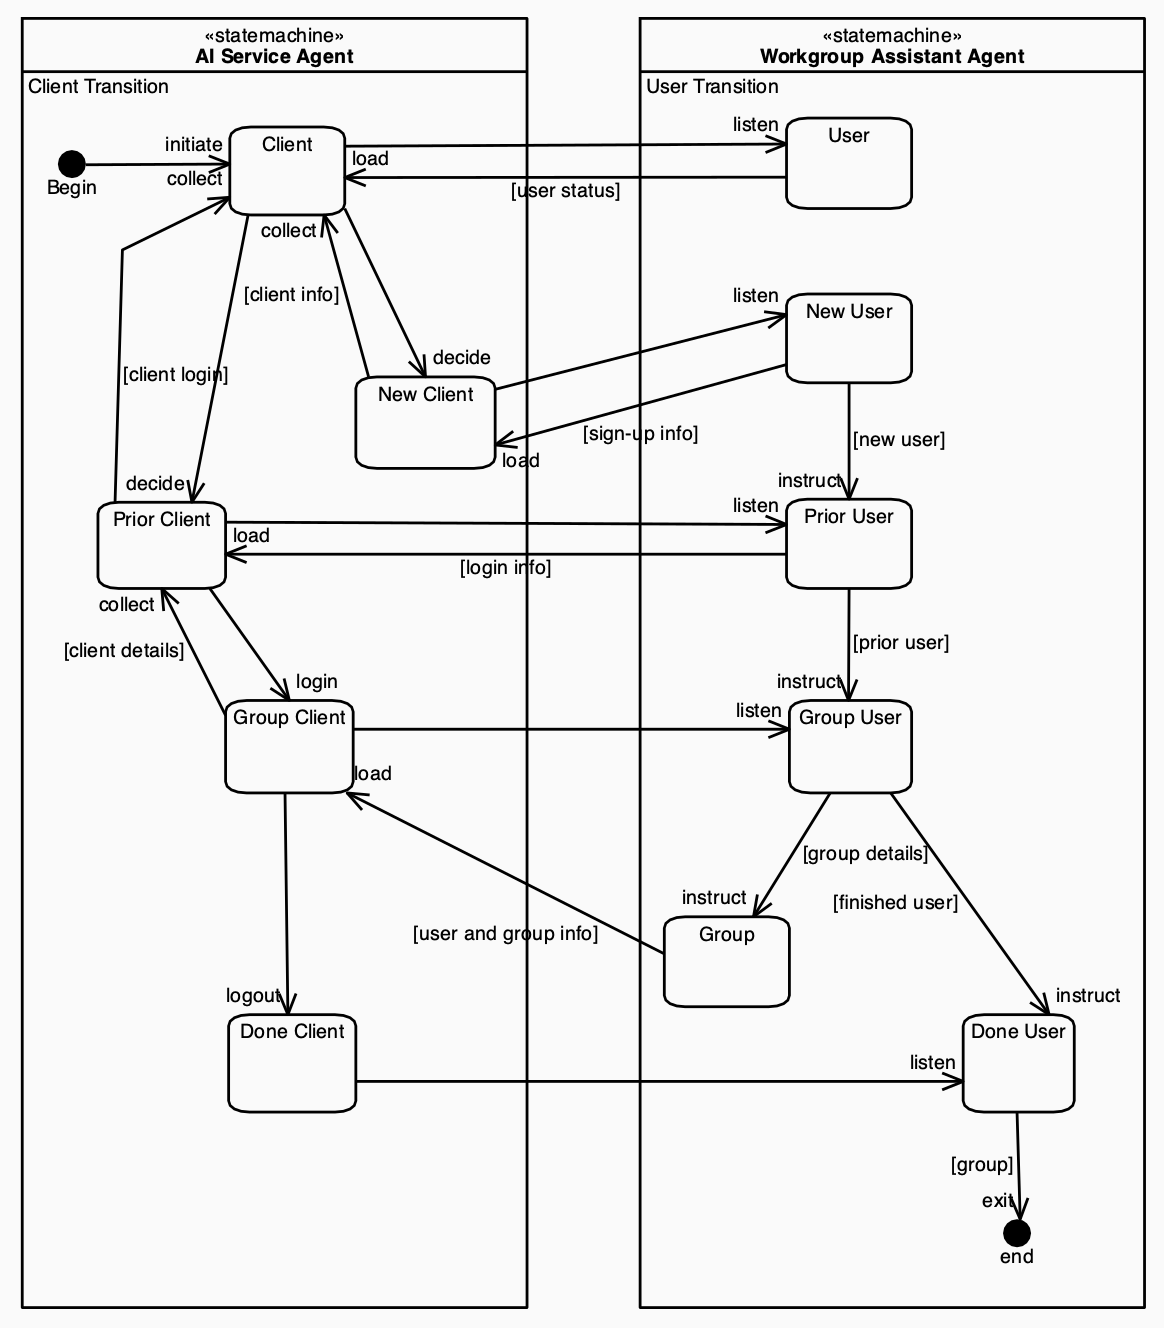 «statemachine»
AI Service Agent
Client Transition
initiate
Client
collect
Begin
load
collect
[client info]
[client login]
decide
New Client
load
decide
Prior Client
load
collect
[client details]
login
Group Client
load
logout
Done Client
[user status]
[sign-up info]
[login info]
[user and group info]
«statemachine»
Workgroup Assistant Agent
User Transition
listen
User
listen
New User
[new user]
instruct
listen
Prior User
[prior user]
instruct
listen
Group User
[group details]
[finished user]
instruct
Group
instruct
Done User
listen
[group]
exit
end